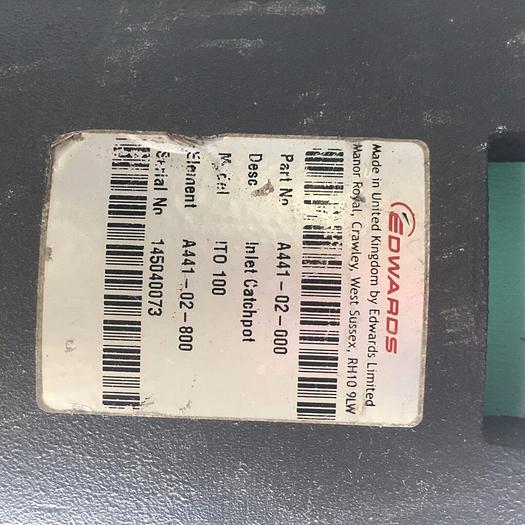 EDWARDS
Made in United Kingdom by Edwards Limited
Manor Royal, Crawley, West Sussex, RH10 9LW
Part No A441-02-000
Desc Inlet Catchpot
Model ITO 100
Element A441-02-800
Serial No 145040073